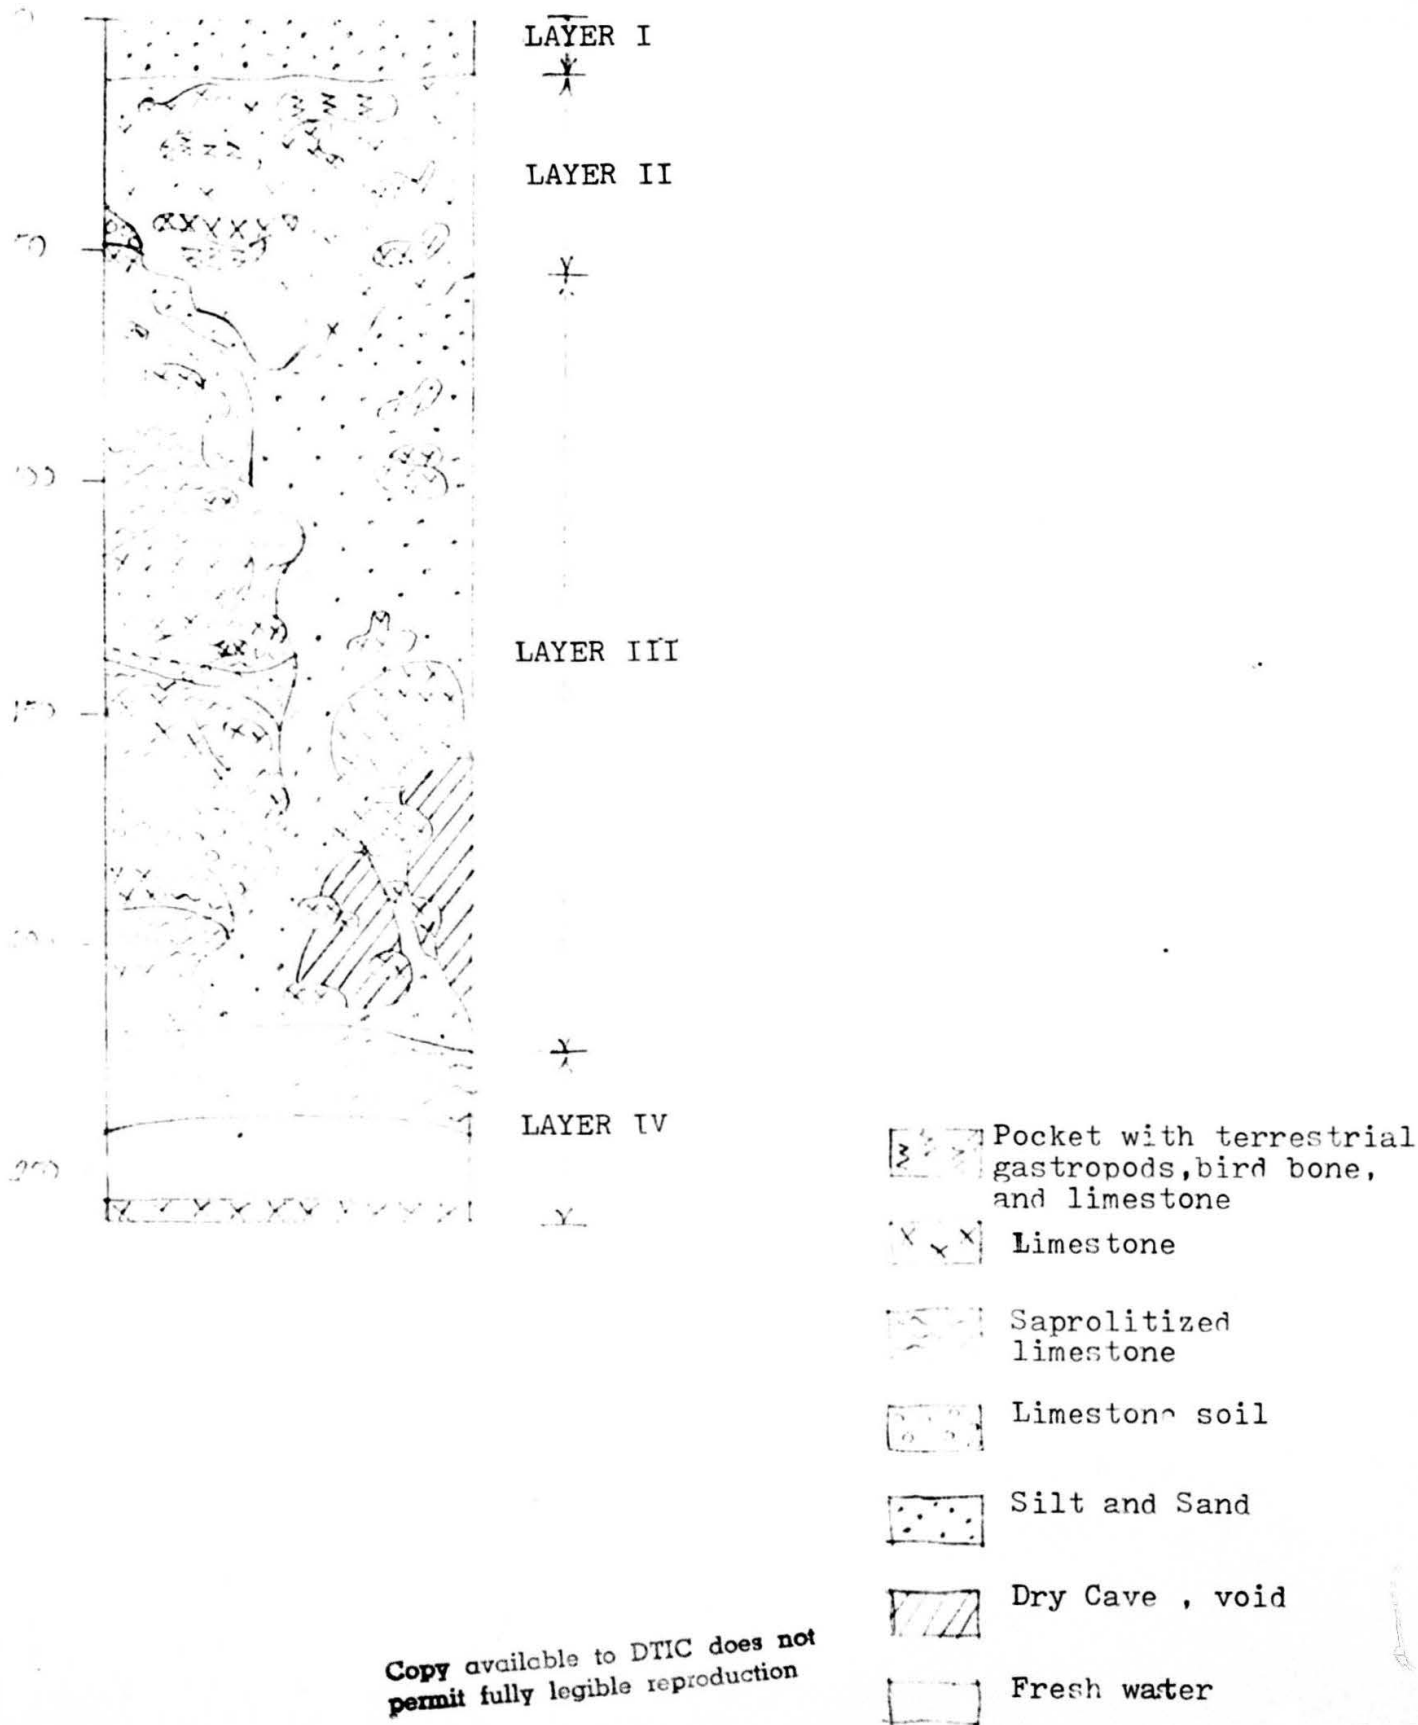 LAYER I
LAYER II
LAYER III
LAYER IV
Pocket with terrestrial
gastropods, bird bone,
and limestone
Limestone
Saprolitized
limestone
Limestone soil
Silt and Sand
Dry Cave , void
Fresh water
Copy available to DTIC does not
permit fully legible reproduction